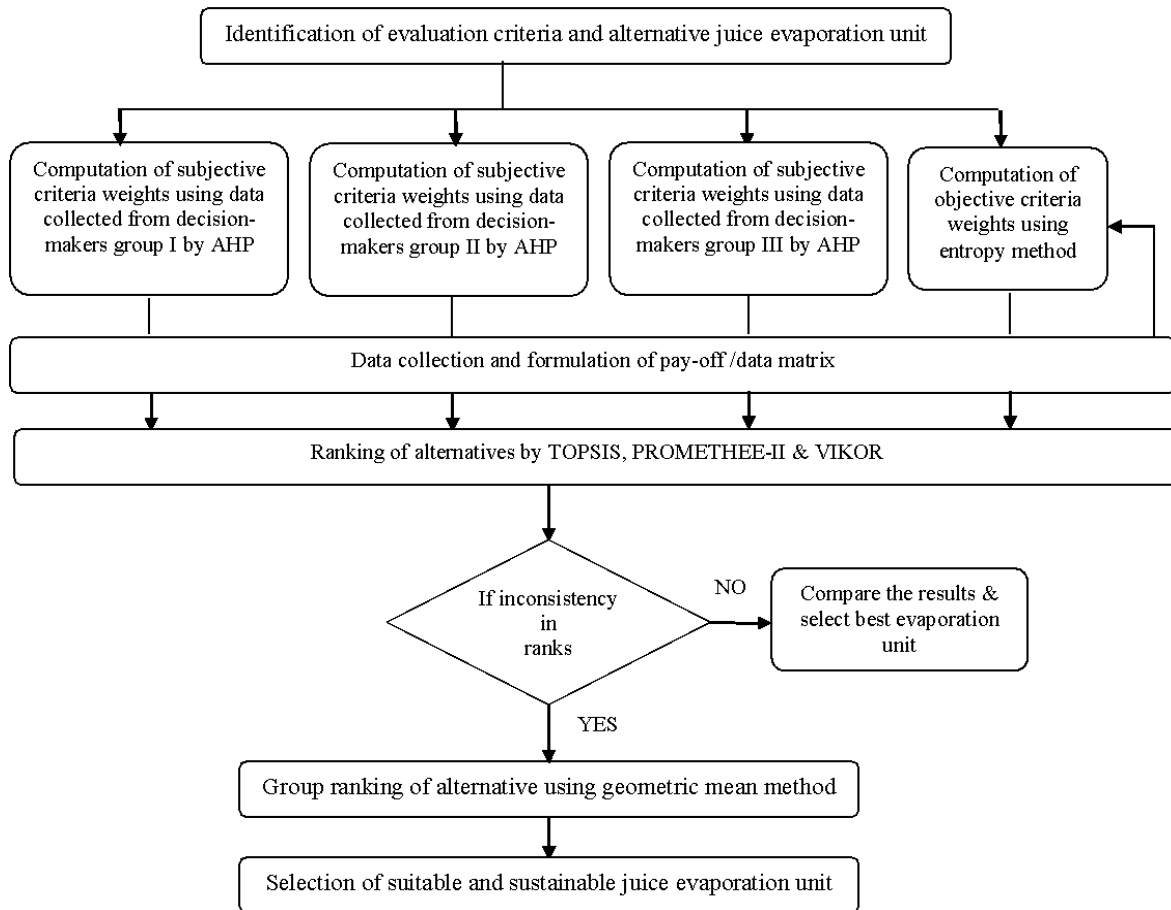 Identification of evaluation criteria and alternative juice evaporation unit
Computation of subjective
criteria weights using data
collected from decision-
makers group I by AHP
Computation of subjective
criteria weights using data
collected from decision-
makers group II by AHP
Computation of subjective
criteria weights using data
collected from decision-
makers group III by AHP
Computation of
objective criteria
weights using
entropy method
Data collection and formulation of pay-off /data matrix
Ranking of alternatives by TOPSIS, PROMETHEE-II & VIKOR
If inconsistency
in
ranks
NO
Compare the results &
select best evaporation
unit
YES
Group ranking of alternative using geometric mean method
Selection of suitable and sustainable juice evaporation unit